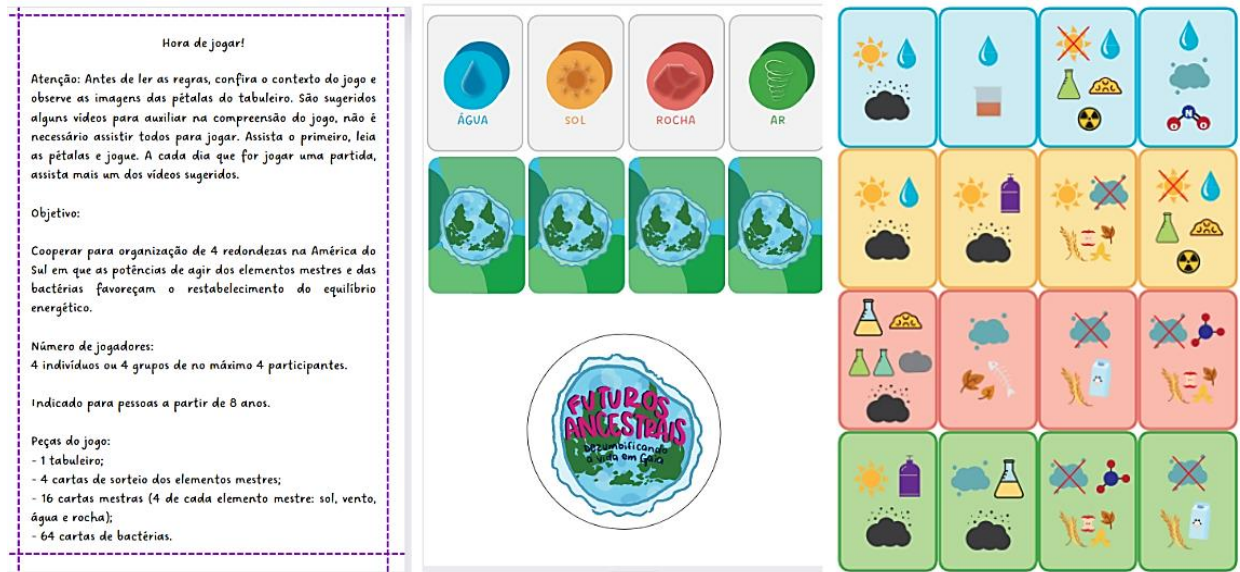 Hora de jogar!
Atenção: Antes de ler as regras, confira o contexto do jogo e
observe as imagens das pétalas do tabuleiro. São sugeridos
alguns vídeos para auxiliar na compreensão do jogo, não é
necessário assistir todos para jogar. Assista o primeiro, leia
as pétalas e jogue. A cada dia que for jogar uma partida,
assista mais um dos vídeos sugeridos.
Objetivo:
Cooperar para organização de 4 redondezas na América do
Sul em que as potências de agir dos elementos mestres e das
bactérias favoreçam o restabelecimento do equilíbrio
energético.
Número de jogadores:
4 indivíduos ou 4 grupos de no máximo 4 participantes.
Indicado para pessoas a partir de 8 anos.
Peças do jogo:
- 1 tabuleiro;
- 4 cartas de sorteio dos elementos mestres;
- 16 cartas mestras (4 de cada elemento mestre: sol, vento,
água e rocha);
- 64 cartas de bactérias.
ÁGUA
SOL
ROCHA
AR
FUTUROS
ANCESTRAIS
Dezumbificando
a vida em Gaia